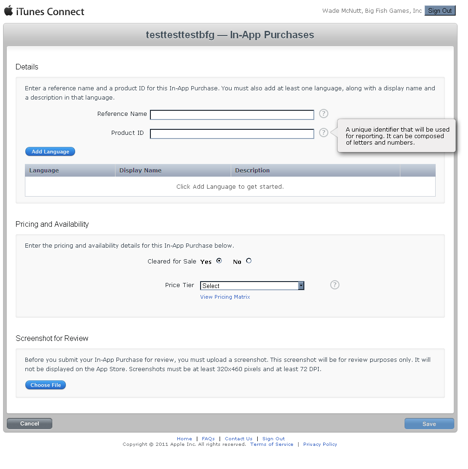 iTunes Connect
Wade McNutt, Big Fish Games, Inc Sign Out
testtesttestbfg — In-App Purchases
Details
Enter a reference name and a product ID for this In-App Purchase. You must also add at least one language, along with a display name and
a description in that language.
Reference Name ?
Product ID ?
A unique identifier that will be used
for reporting. It can be composed
of letters and numbers.
Add Language
Language Display Name Description
Click Add Language to get started.
Pricing and Availability
Enter the pricing and availability details for this In-App Purchase below.
Cleared for Sale Yes No
Price Tier Select ?
View Pricing Matrix
Screenshot for Review
Before you submit your In-App Purchase for review, you must upload a screenshot. This screenshot will be for review purposes only. It will
not be displayed on the App Store. Screenshots must be at least 320x460 pixels and at least 72 DPI.
Choose File
Cancel Save
Home | FAQs | Contact Us | Sign Out
Copyright © 2011 Apple Inc. All rights reserved. Terms of Service | Privacy Policy